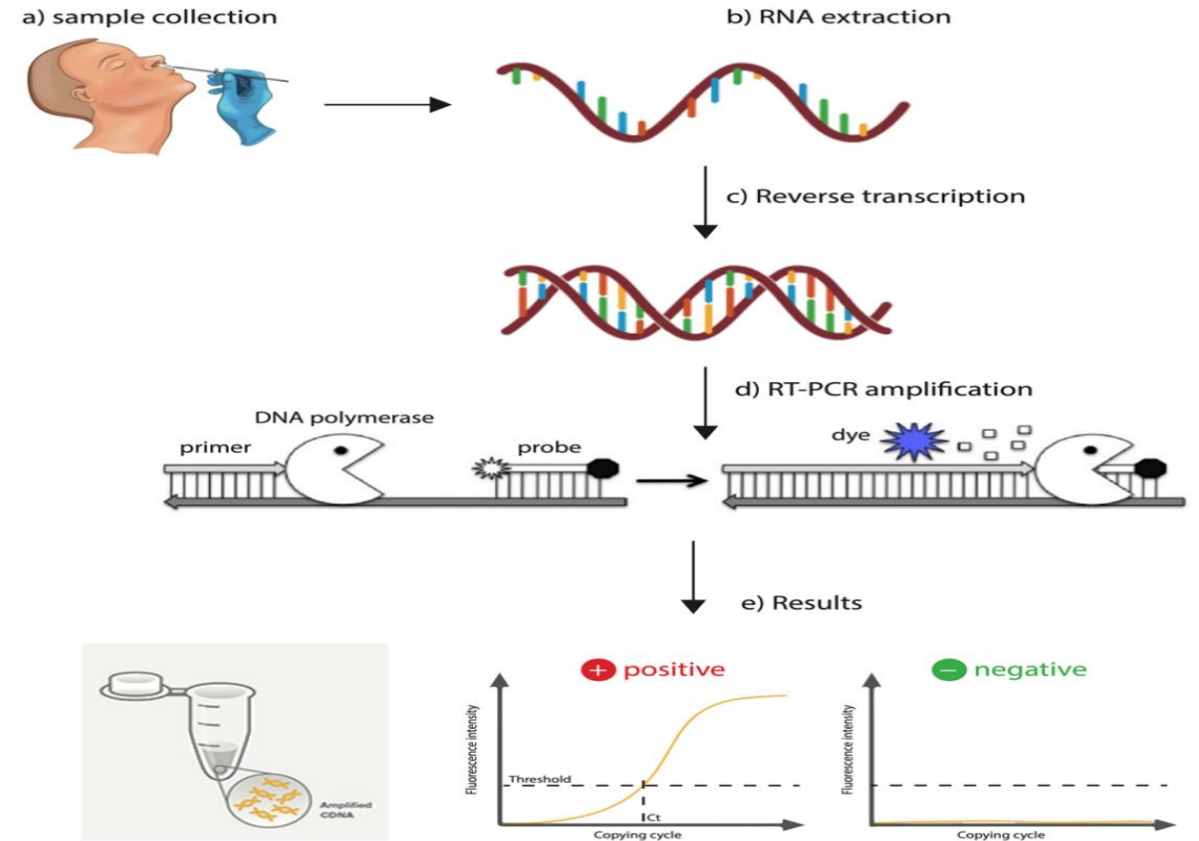 a) sample collection
b) RNA extraction
c) Reverse transcription
d) RT-PCR amplification
DNA polymerase
primer
probe
dye
e) Results
+ positive
− negative
Fluorescence intensity
Threshold
Ct
Copying cycle
Fluorescence intensity
Copying cycle
Amplified
CDNA